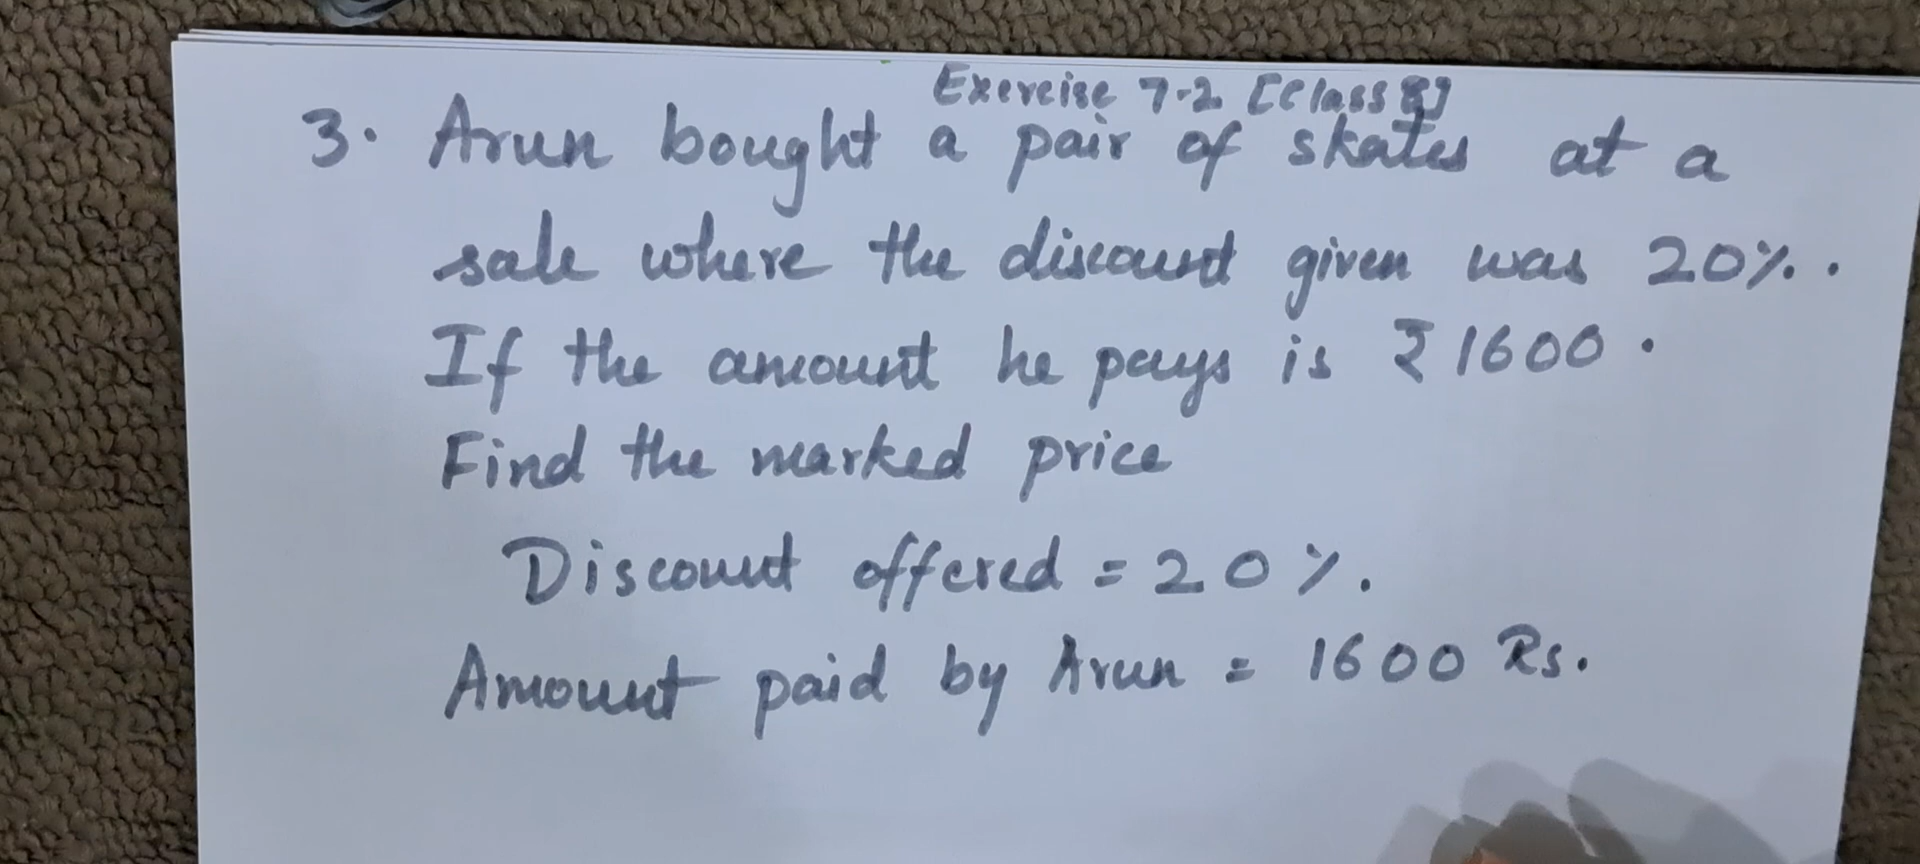 Exercise 7.2 [Class 8]
3. Arun bought a pair of skates at a
sale where the discount given was 20%.
If the amount he pays is ₹1600.
Find the marked price
Discount offered = 20%.
Amount paid by Arun = 1600 Rs.